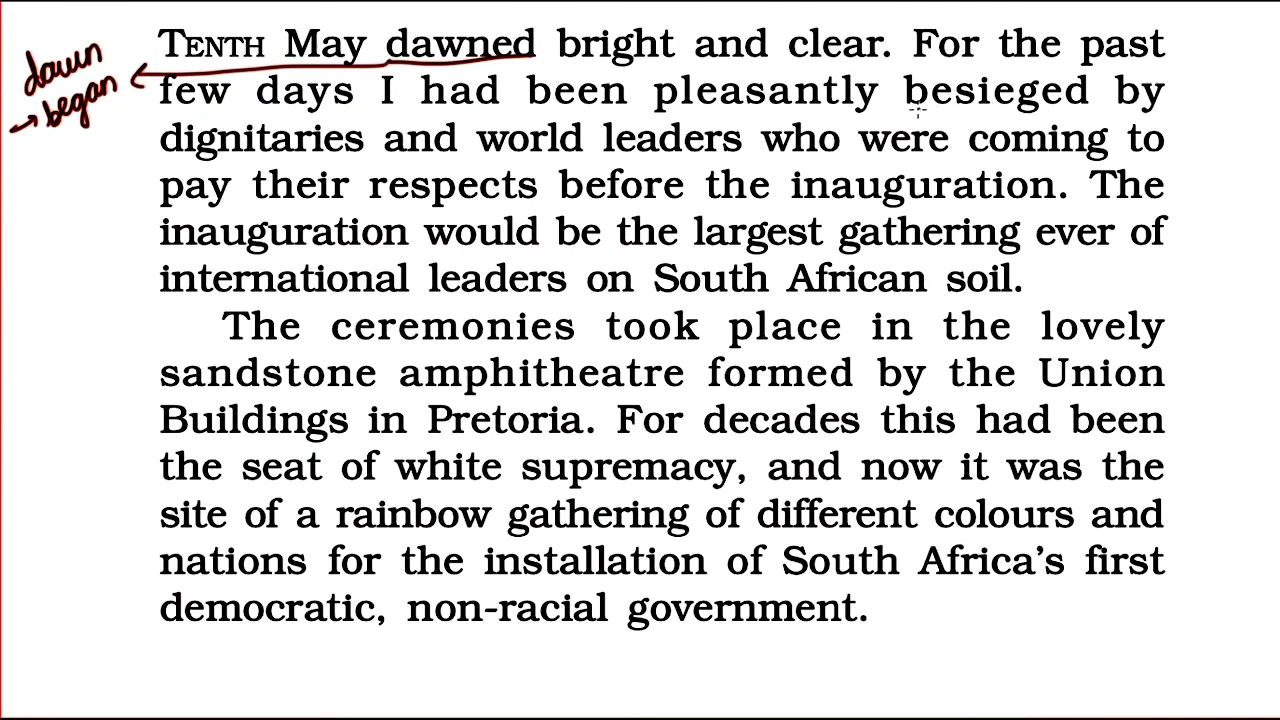 TENTH May dawned bright and clear. For the past
few days I had been pleasantly besieged by
dignitaries and world leaders who were coming to
pay their respects before the inauguration. The
inauguration would be the largest gathering ever of
international leaders on South African soil.
The ceremonies took place in the lovely
sandstone amphitheatre formed by the Union
Buildings in Pretoria. For decades this had been
the seat of white supremacy, and now it was the
site of a rainbow gathering of different colours and
nations for the installation of South Africa’s first
democratic, non-racial government.
dawn
→ began